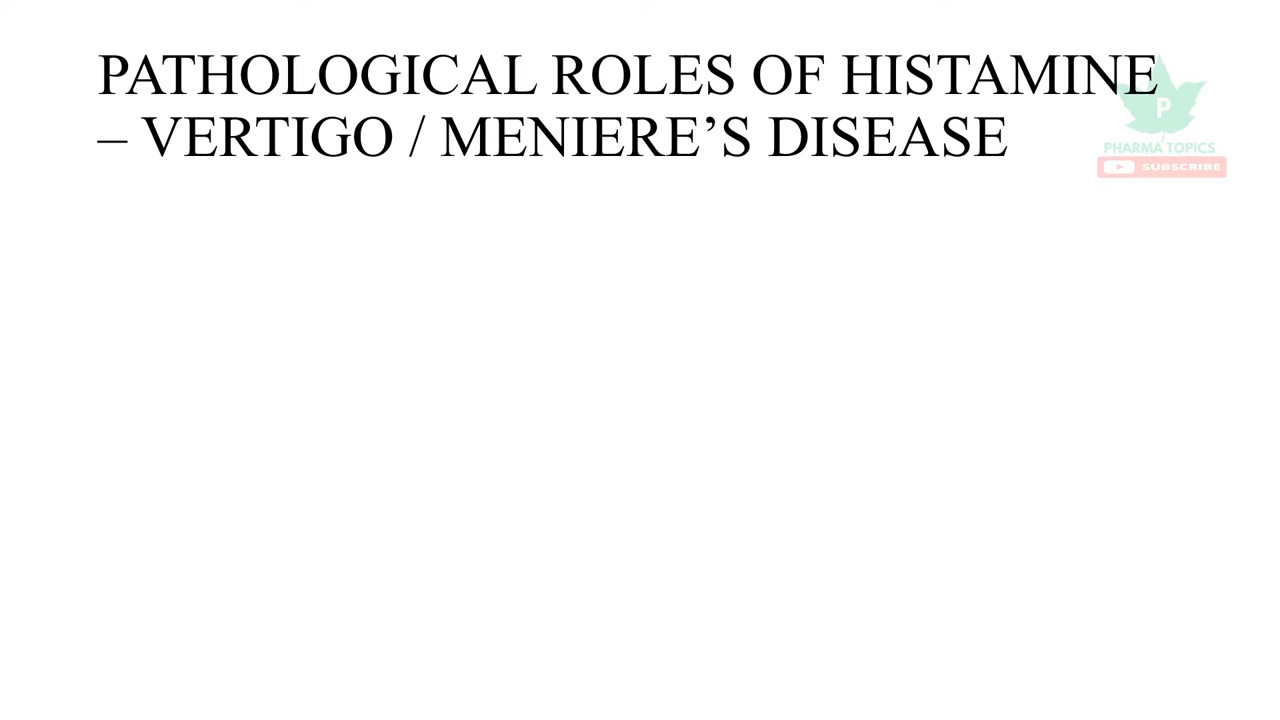 PATHOLOGICAL ROLES OF HISTAMINE
– VERTIGO / MENIERE’S DISEASE
P
PHARMA TOPICS
SUBSCRIBE